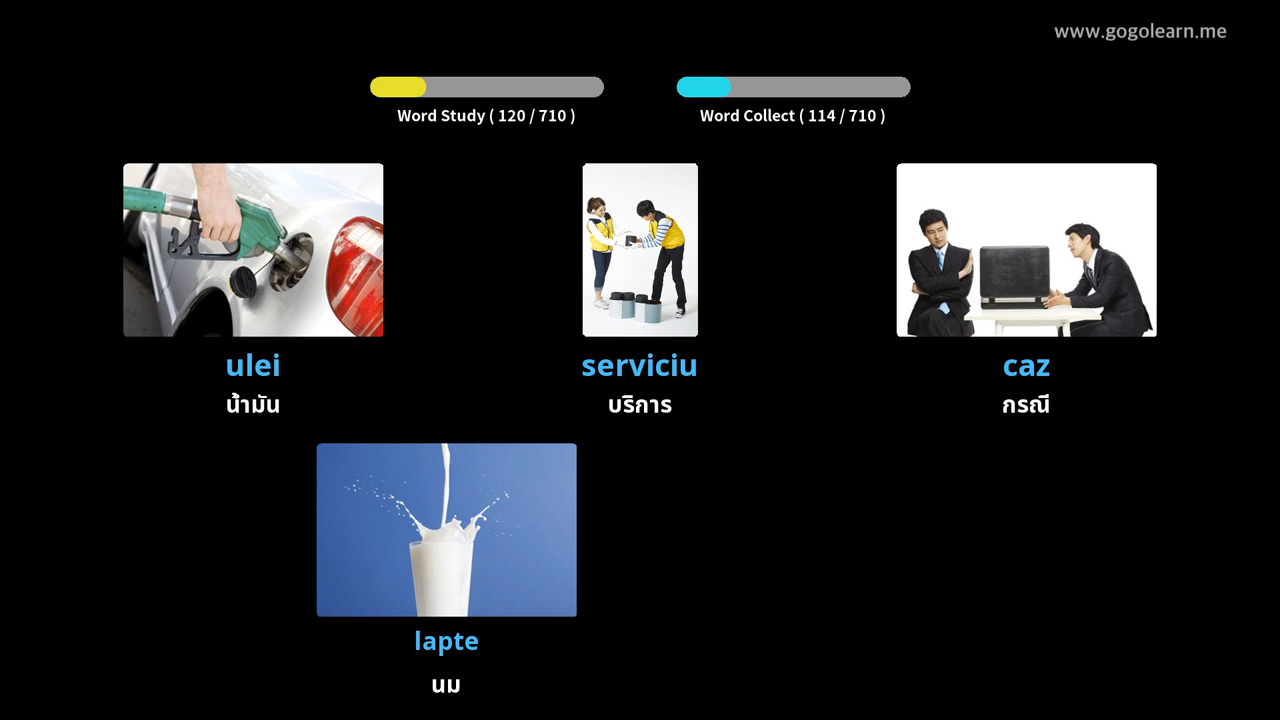 www.gogolearn.me
Word Study ( 120 / 710 )
Word Collect ( 114 / 710 )
ulei
น้ำมัน
serviciu
บริการ
caz
กรณี
lapte
นม